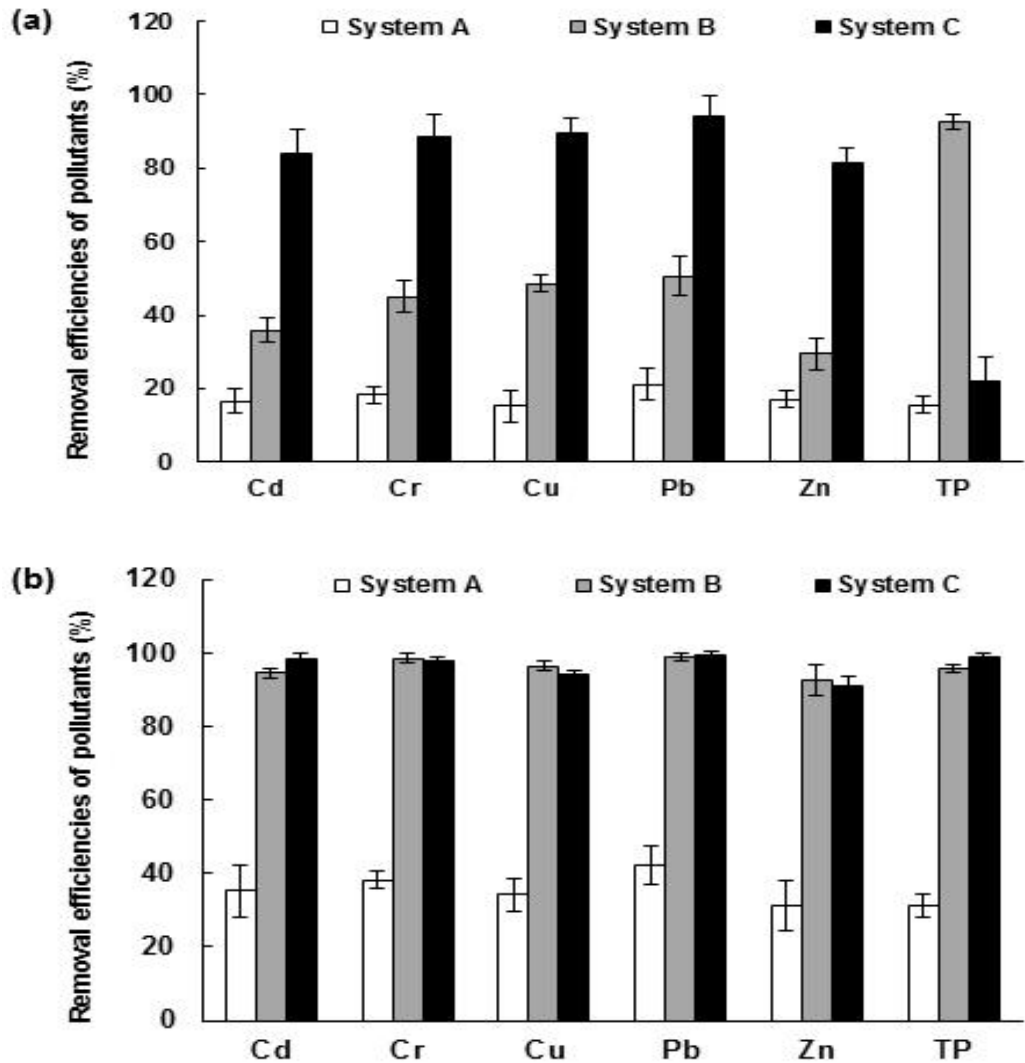 (a)
120
100
80
60
40
20
0
Removal efficiencies of pollutants (%)
System A System B System C
Cd Cr Cu Pb Zn TP
(b)
120
100
80
60
40
20
0
Removal efficiencies of pollutants (%)
System A System B System C
Cd Cr Cu Pb Zn TP